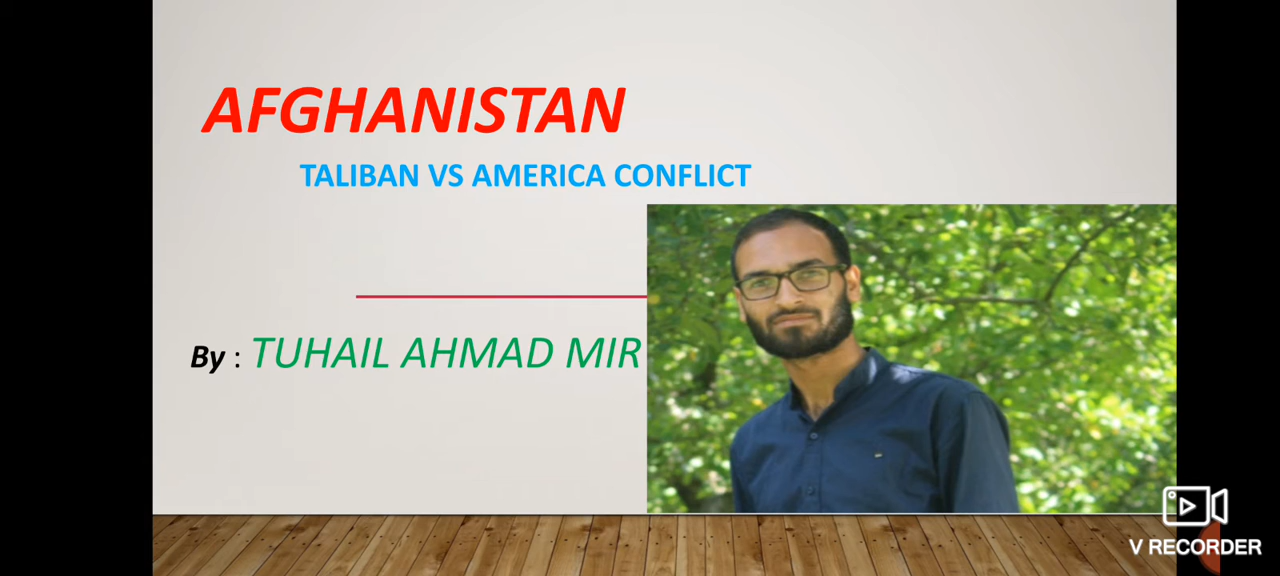 AFGHANISTAN
TALIBAN VS AMERICA CONFLICT
By : TUHAIL AHMAD MIR
V RECORDER